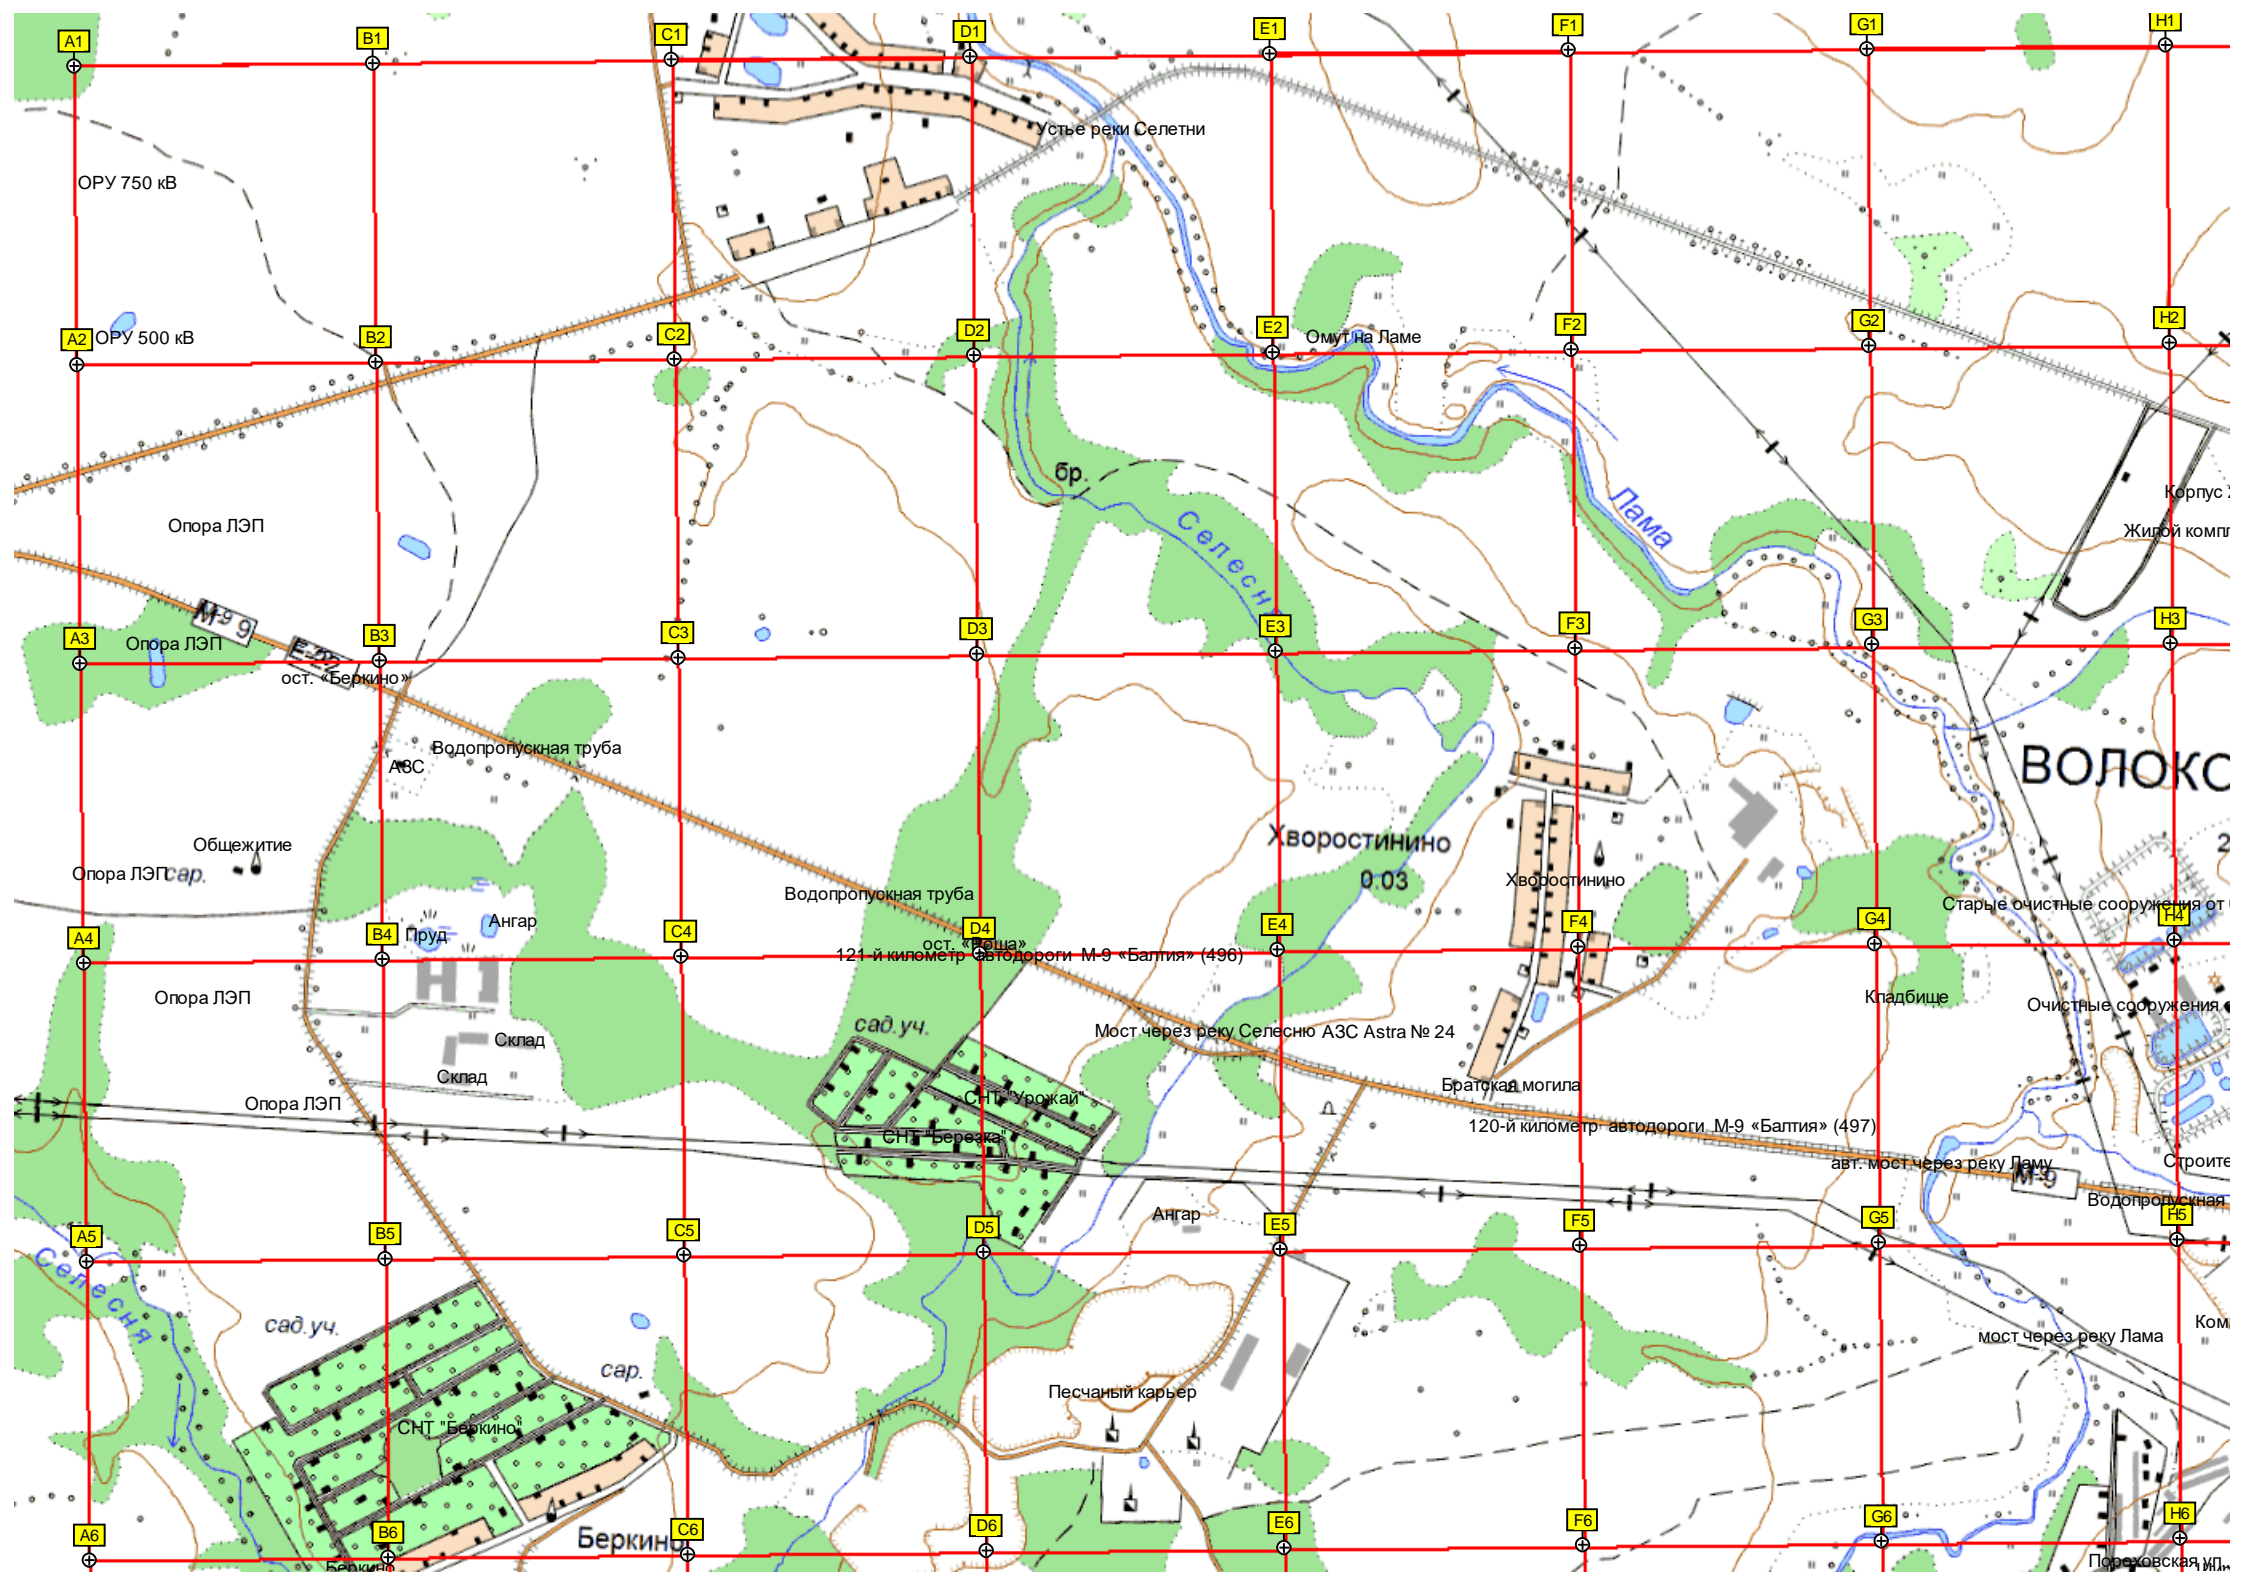 A1
B1
C1
D1
E1
F1
G1
H1
Устье реки Селетни
ОРУ 750 кВ
A2
ОРУ 500 кВ
B2
C2
D2
E2
Омут на Ламе
F2
G2
H2
бр.
Селесня
Лама
Корпус
Опора ЛЭП
Жилой
М-9
A3
Опора ЛЭП
Е-22
B3
C3
D3
E3
F3
G3
H3
ост. «Беркино»
Водопропускная труба
АЗС
ВОЛОКО
Общежитие
Хворостинино
0.03
Опора ЛЭП
сар.
Водопропускная труба
Хворостинино
Старые очистные сооружения от
A4
B4
Пруд
Ангар
C4
D4
E4
F4
G4
H4
ост. «Роща»
121-й километр автодороги М-9 «Балтия» (496)
Опора ЛЭП
Кладбище
Очистные сооружения
сад.уч.
Мост через реку Селесню
АЗС Astra № 24
Склад
Склад
Братская могила
Опора ЛЭП
СНТ "Урожай"
120-й километр автодороги М-9 «Балтия» (497)
СНТ "Березка"
авт. мост через реку Ламу
М-9
Водопропускная
A5
B5
C5
D5
Ангар
E5
F5
G5
H5
Селесня
сад.уч.
мост через реку Лама
сар.
Песчаный карьер
СНТ "Беркино"
A6
B6
Беркино
C6
D6
E6
F6
G6
H6
Беркино
Пореховская ул.